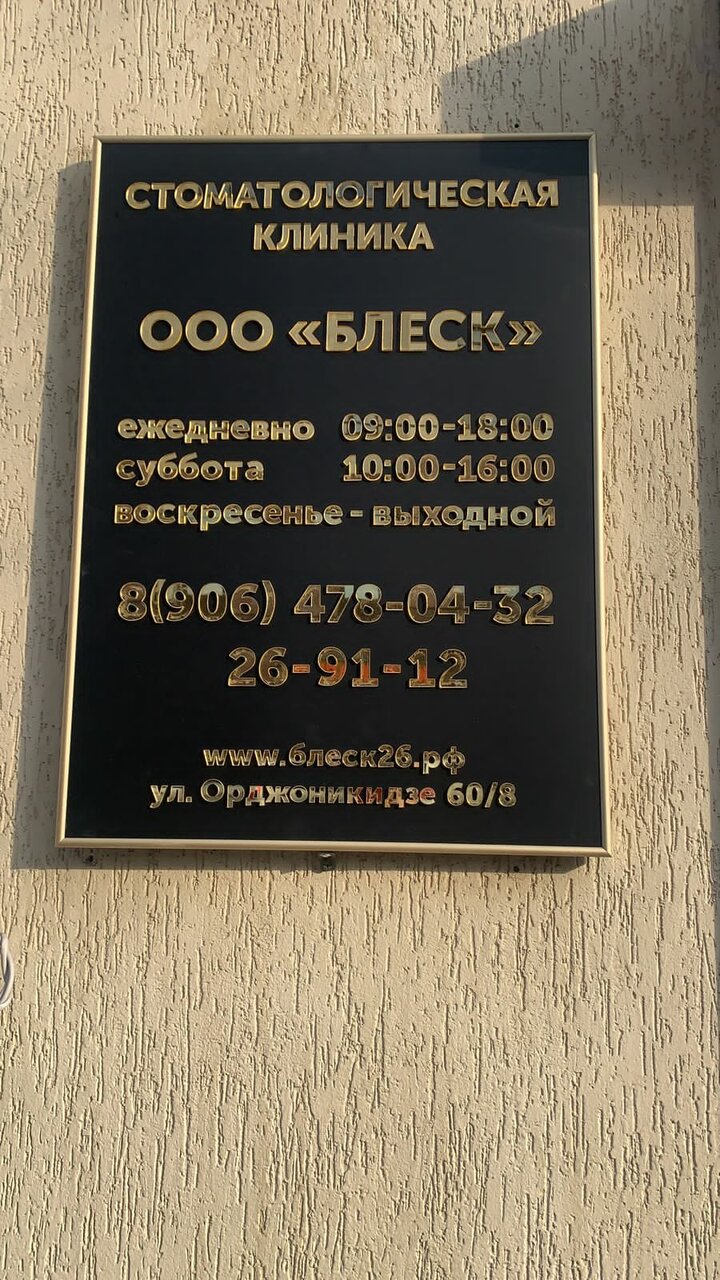 СТОМАТОЛОГИЧЕСКАЯ
КЛИНИКА
ООО «БЛЕСК»
ежедневно 09:00-18:00
суббота 10:00-16:00
воскресенье - выходной
8(906) 478-04-32
26-91-12
www.блеск26.рф
ул. Орджоникидзе 60/8